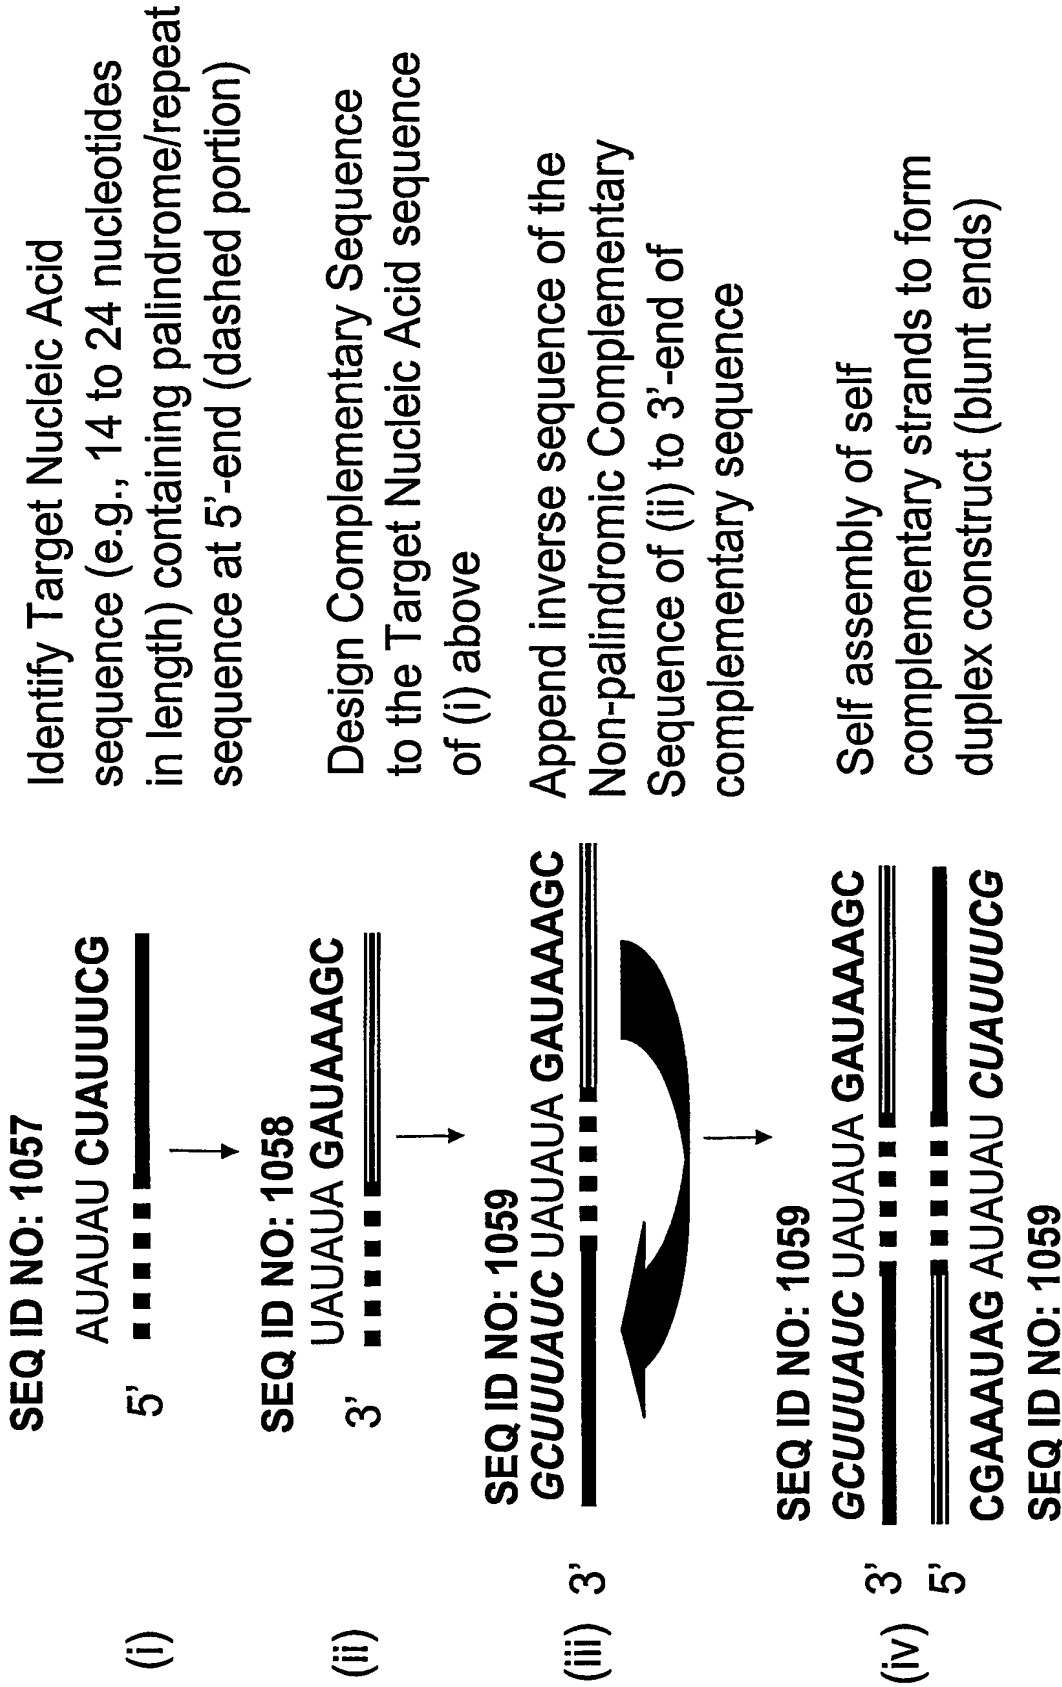 SEQ ID NO: 1057
AUAUAU CUAUUUCG
(i)
5’
Identify Target Nucleic Acid
sequence (e.g., 14 to 24 nucleotides
in length) containing palindrome/repeat
sequence at 5’-end (dashed portion)
SEQ ID NO: 1058
UAUAUA GAUAAAGC
(ii)
3’
Design Complementary Sequence
to the Target Nucleic Acid sequence
of (i) above
SEQ ID NO: 1059
GCUUUAUC UAUAUA GAUAAAGC
(iii)
3’
Append inverse sequence of the
Non-palindromic Complementary
Sequence of (ii) to 3’-end of
complementary sequence
SEQ ID NO: 1059
GCUUUAUC UAUAUA GAUAAAGC
3’
(iv)
5’
CGAAAUAG AUAUAU CUAUUUCG
SEQ ID NO: 1059
Self assembly of self
complementary strands to form
duplex construct (blunt ends)